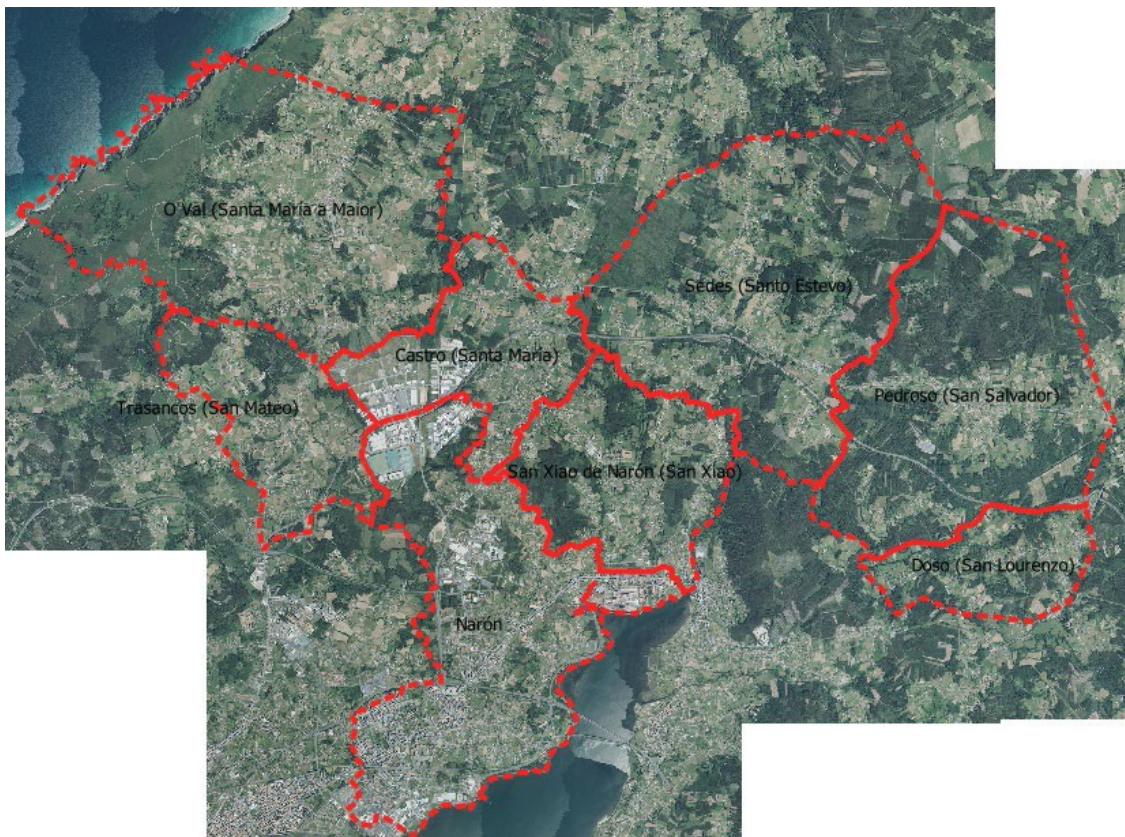 O Val (Santa María a Maior)
Sedes (Santo Estevo)
Castro (Santa María)
Pedroso (San Salvador)
Trasancos (San Mateo)
San Xiao de Narón (San Xiao)
Doso (San Lourenzo)
Narón